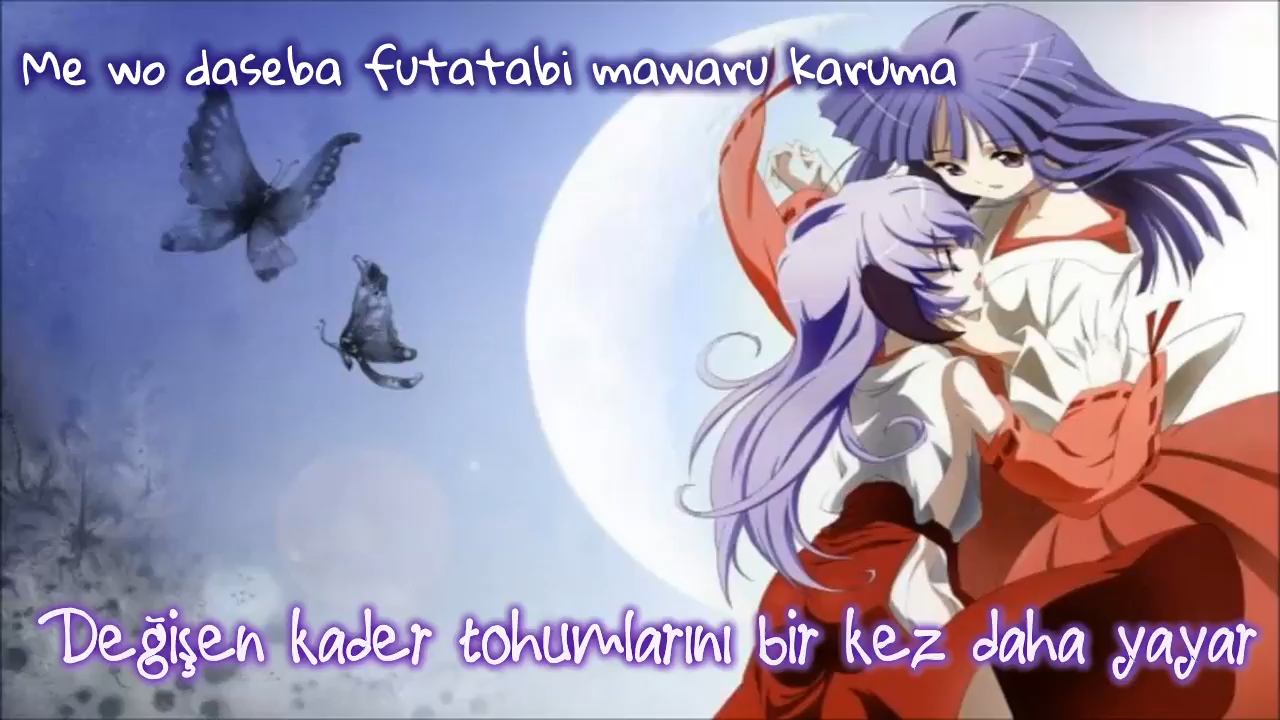 Me wo daseba futatabi mawaru karuma
Değişen kader tohumlarını bir kez daha yayar